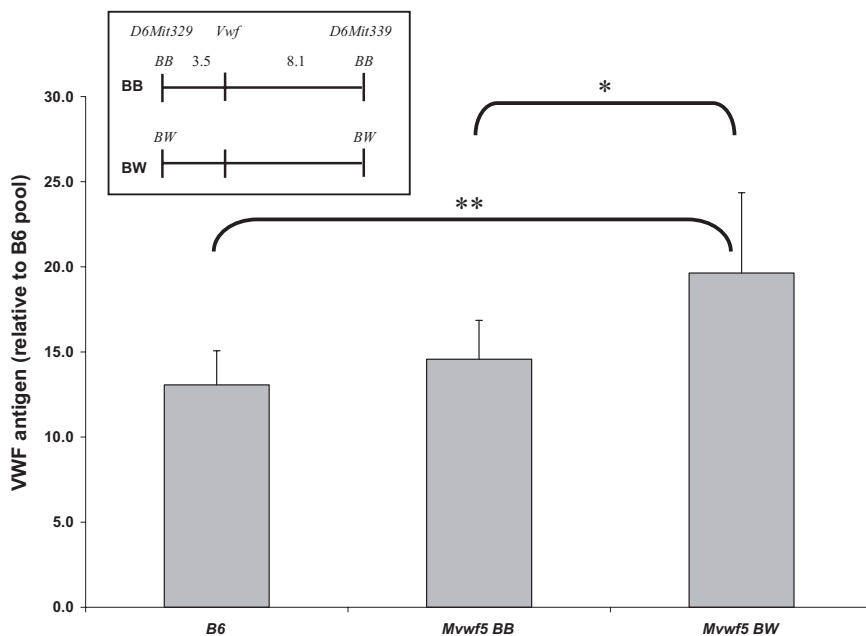 D6Mit329 Vwf D6Mit339
BB 3.5 8.1 BB
BB
BW BW
BW
VWF antigen (relative to B6 pool)
30.0
25.0
20.0
15.0
10.0
5.0
0.0
*
**
B6 Mvwf5 BB Mvwf5 BW